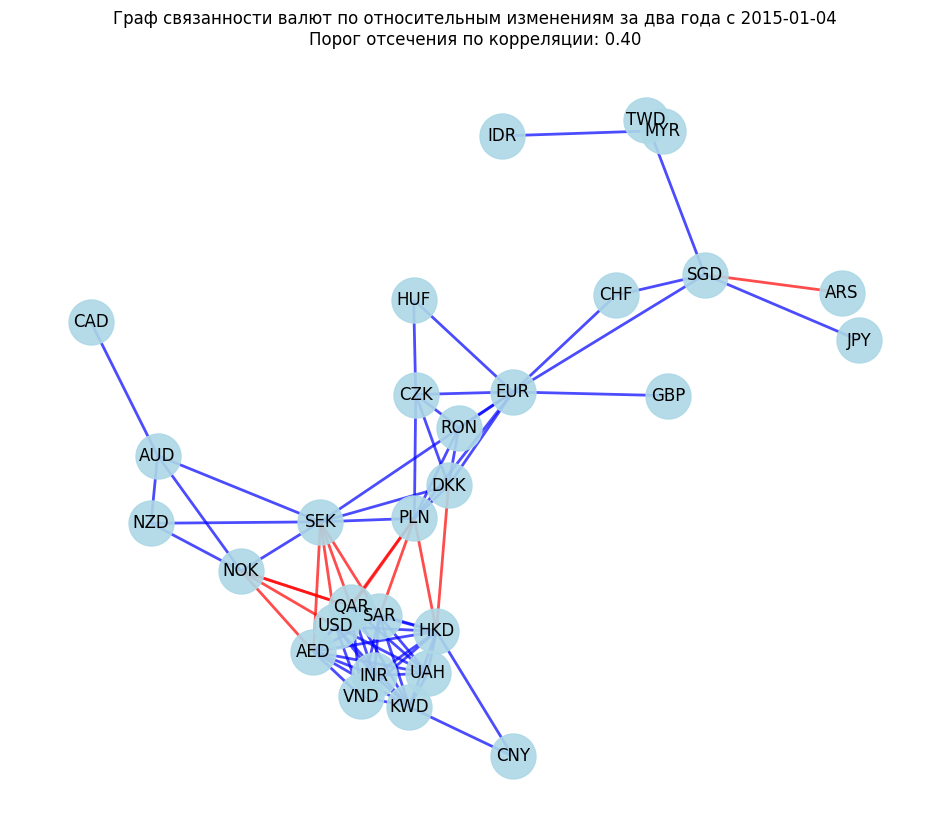 Граф связанности валют по относительным изменениям за два года с 2015-01-04
Порог отсечения по корреляции: 0.40
TWD
MYR
IDR
SGD
ARS
CHF
HUF
CAD
JPY
EUR
CZK
GBP
RON
AUD
DKK
PLN
SEK
NZD
NOK
QAR
SAR
USD
HKD
AED
UAH
INR
VND
KWD
CNY